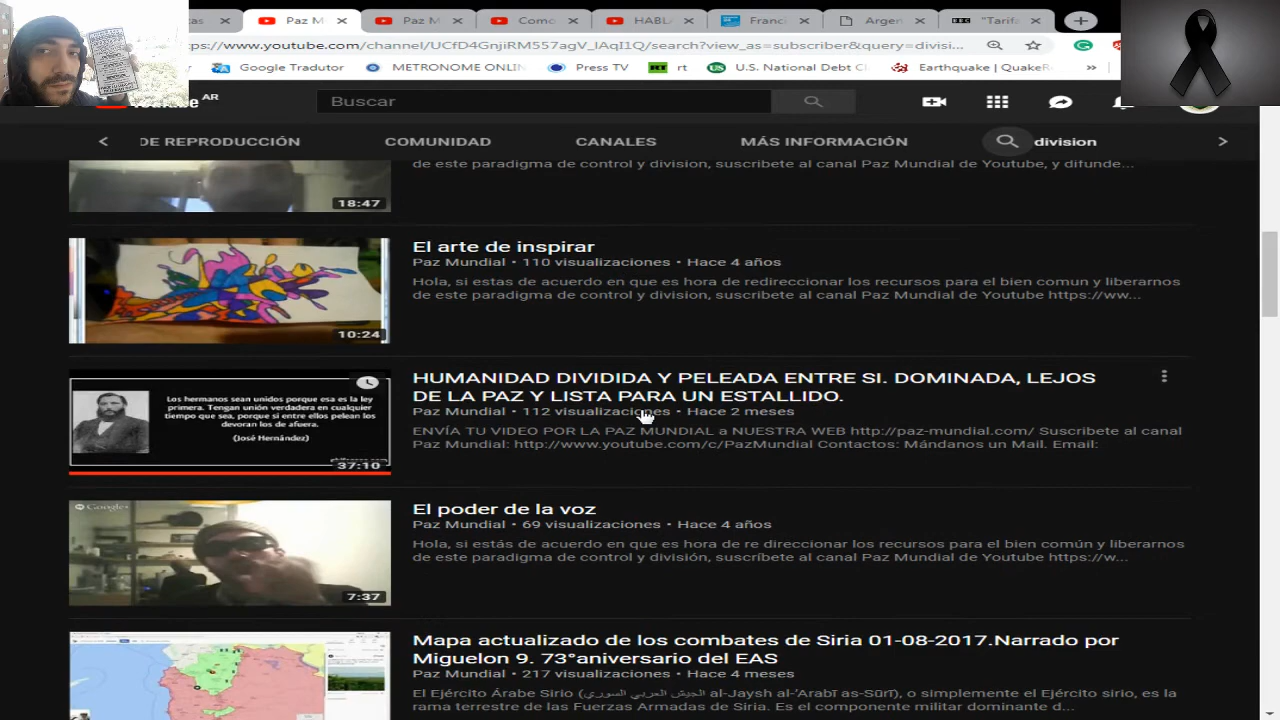 Paz M
Paz M
Como
HABL
Franci
Argen
"Tarifa
ps://www.youtube.com/channel/UCfD4GnjiRM557agV_lAqI1Q/search?view_as=subscriber&query=divisi...
Google Tradutor
METRONOME ONLIN
Press TV
RT
rt
US
U.S. National Debt Cl
Earthquake | QuakeR
»
AR
Buscar
DE REPRODUCCIÓN
COMUNIDAD
CANALES
MÁS INFORMACIÓN
division
de este paradigma de control y division, suscribete al canal Paz Mundial de Youtube, y difunde...
18:47
El arte de inspirar
Paz Mundial • 110 visualizaciones • Hace 4 años
Hola, si estas de acuerdo en que es hora de redireccionar los recursos para el bien comun y liberarnos
de este paradigma de control y division, suscribete al canal Paz Mundial de Youtube https://ww...
10:24
HUMANIDAD DIVIDIDA Y PELEADA ENTRE SI. DOMINADA, LEJOS
DE LA PAZ Y LISTA PARA UN ESTALLIDO.
Paz Mundial • 112 visualizaciones • Hace 2 meses
ENVÍA TU VIDEO POR LA PAZ MUNDIAL a NUESTRA WEB http://paz-mundial.com/ Suscribete al canal
Paz Mundial: http://www.youtube.com/c/PazMundial Contactos: Mándanos un Mail. Email:
Los hermanos sean unidos porque esa es la ley
primera. Tengan unión verdadera en cualquier
tiempo que sea, porque si entre ellos pelean los
devoran los de afuera.
(José Hernández)
37:10
El poder de la voz
Paz Mundial • 69 visualizaciones • Hace 4 años
Hola, si estás de acuerdo en que es hora de re direccionar los recursos para el bien común y liberarnos
de este paradigma de control y división, suscríbete al canal Paz Mundial de Youtube https://w...
Google+
7:37
Mapa actualizado de los combates de Siria 01-08-2017.Narrado por
Miguelon 9. 73°aniversario del EAS
Paz Mundial • 217 visualizaciones • Hace 4 meses
El Ejército Árabe Sirio (الجيش العربي السوري al-Jaysh al-'Arabī as-Sūrī), o simplemente el Ejército sirio, es la
rama terrestre de las Fuerzas Armadas de Siria. Es el componente militar dominante d...